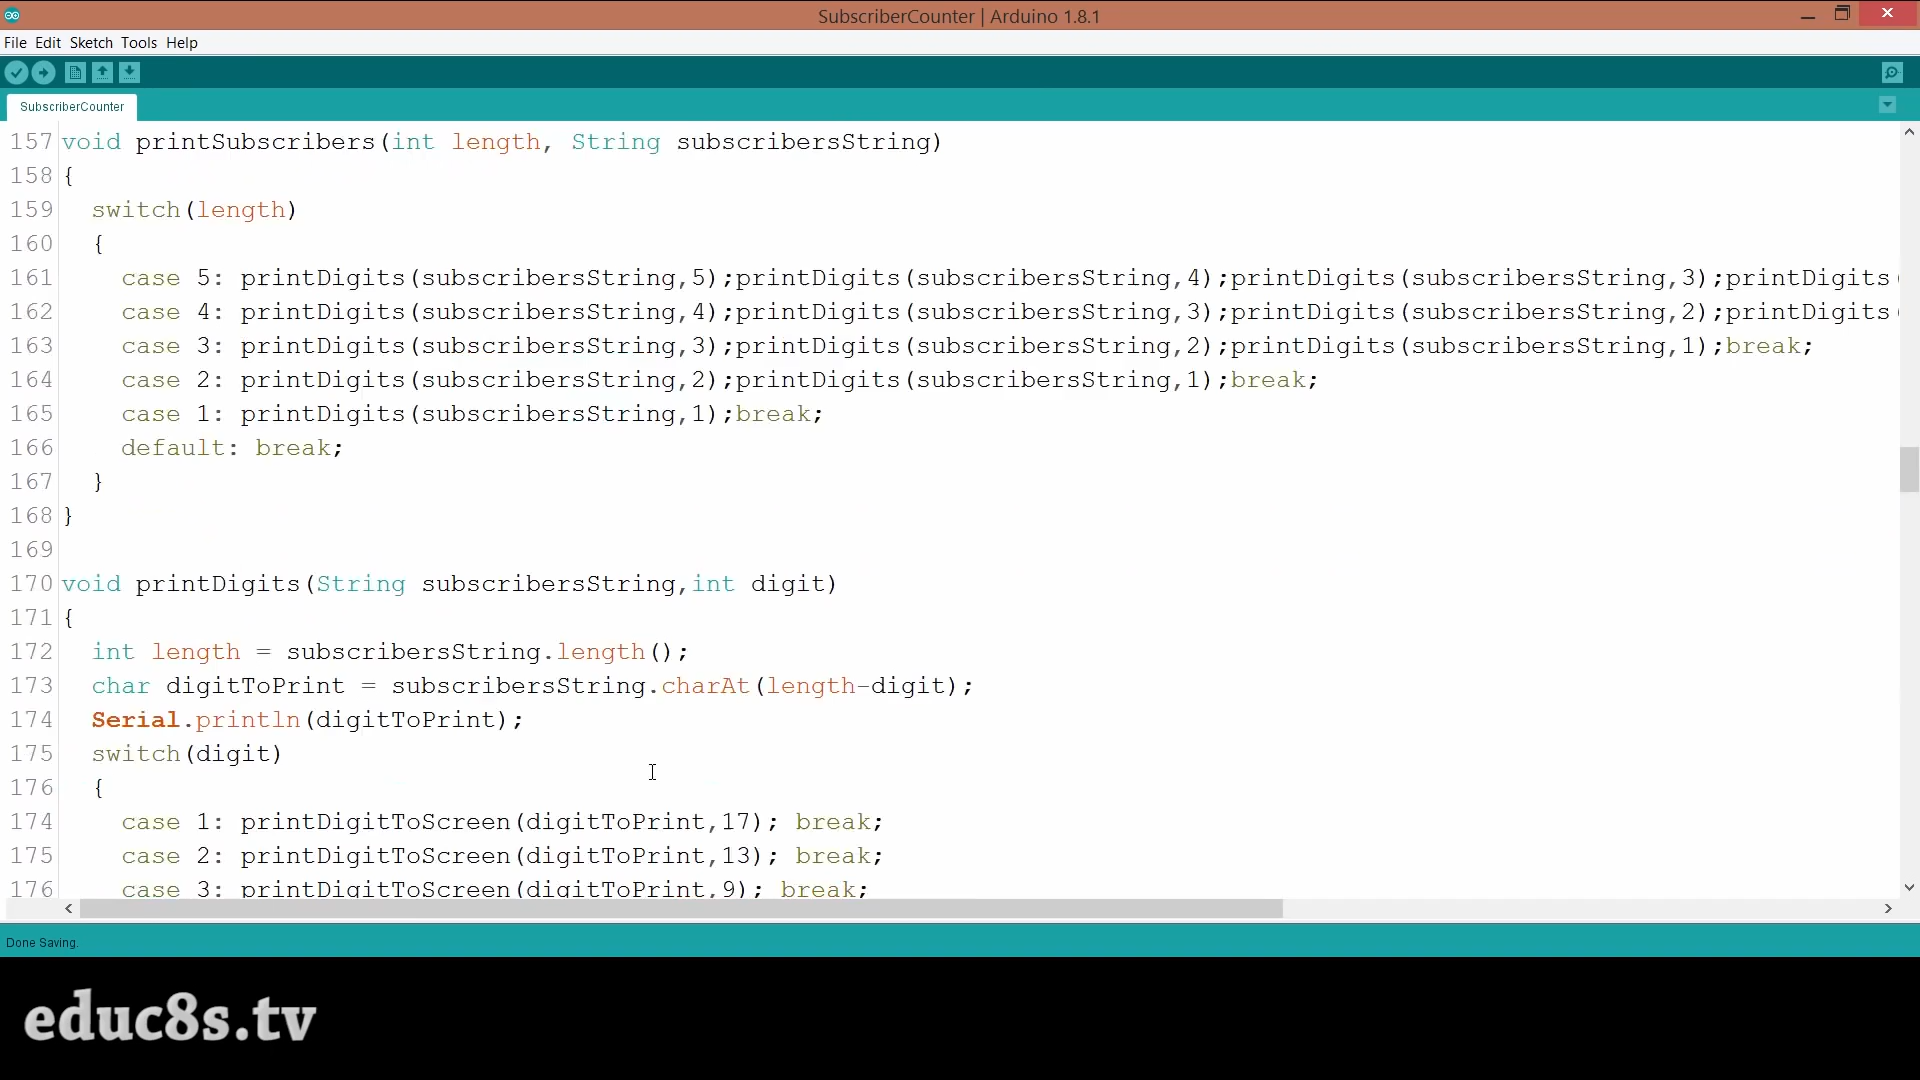 SubscriberCounter | Arduino 1.8.1
File Edit Sketch Tools Help
SubscriberCounter
157 void printSubscribers(int length, String subscribersString)
158 {
159   switch(length)
160   {
161     case 5: printDigits(subscribersString,5);printDigits(subscribersString,4);printDigits(subscribersString,3);printDigits(
162     case 4: printDigits(subscribersString,4);printDigits(subscribersString,3);printDigits(subscribersString,2);printDigits(
163     case 3: printDigits(subscribersString,3);printDigits(subscribersString,2);printDigits(subscribersString,1);break;
164     case 2: printDigits(subscribersString,2);printDigits(subscribersString,1);break;
165     case 1: printDigits(subscribersString,1);break;
166     default: break;
167   }
168 }
169
170 void printDigits(String subscribersString,int digit)
171 {
172   int length = subscribersString.length();
173   char digitToPrint = subscribersString.charAt(length-digit);
174   Serial.println(digitToPrint);
175   switch(digit)
176   {
174     case 1: printDigitToScreen(digitToPrint,17); break;
175     case 2: printDigitToScreen(digitToPrint,13); break;
176     case 3: printDigitToScreen(digitToPrint,9); break;
Done Saving.
educ8s.tv